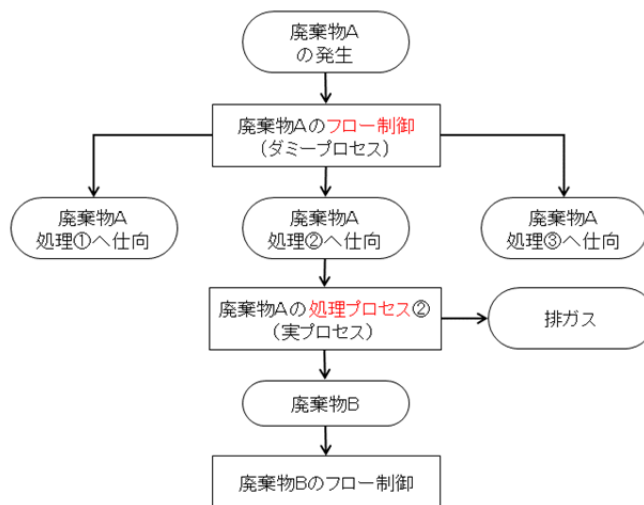 廃棄物A
の発生
廃棄物Aのフロー制御
(ダミープロセス)
廃棄物A
処理①へ仕向
廃棄物A
処理②へ仕向
廃棄物A
処理③へ仕向
廃棄物Aの処理プロセス②
(実プロセス)
排ガス
廃棄物B
廃棄物Bのフロー制御